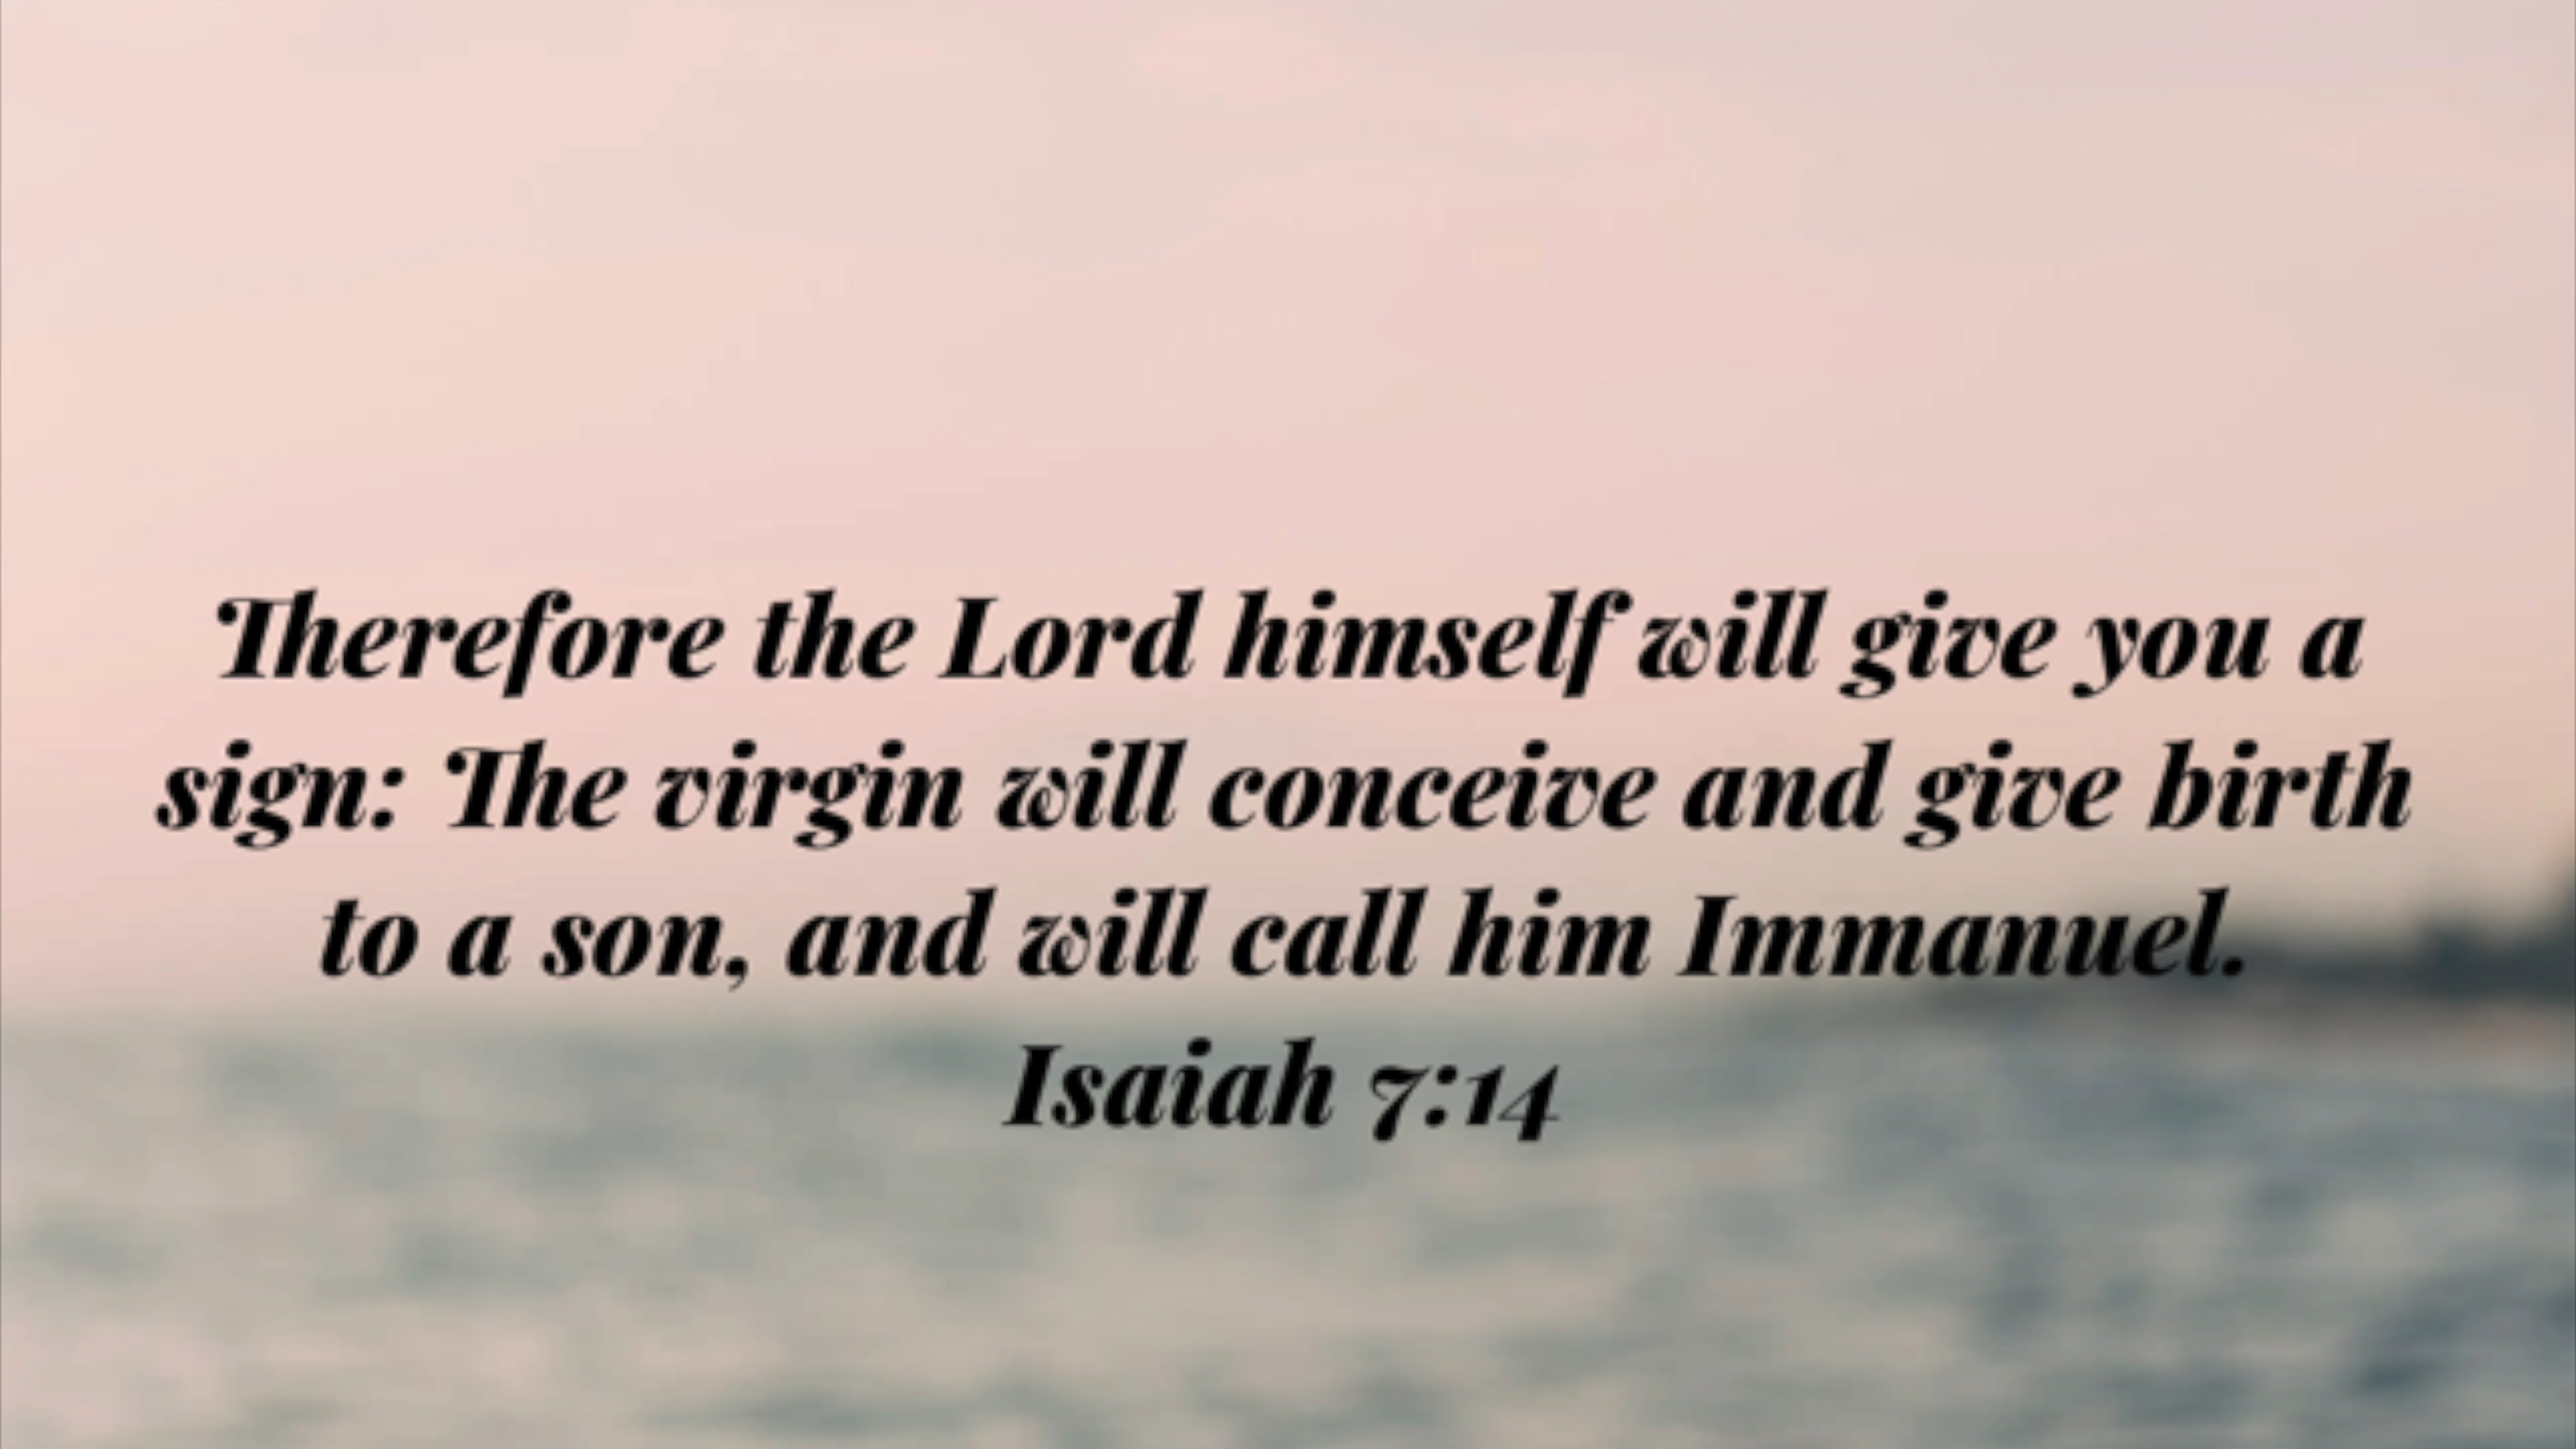 Therefore the Lord himself will give you a
sign: The virgin will conceive and give birth
to a son, and will call him Immanuel.
Isaiah 7:14